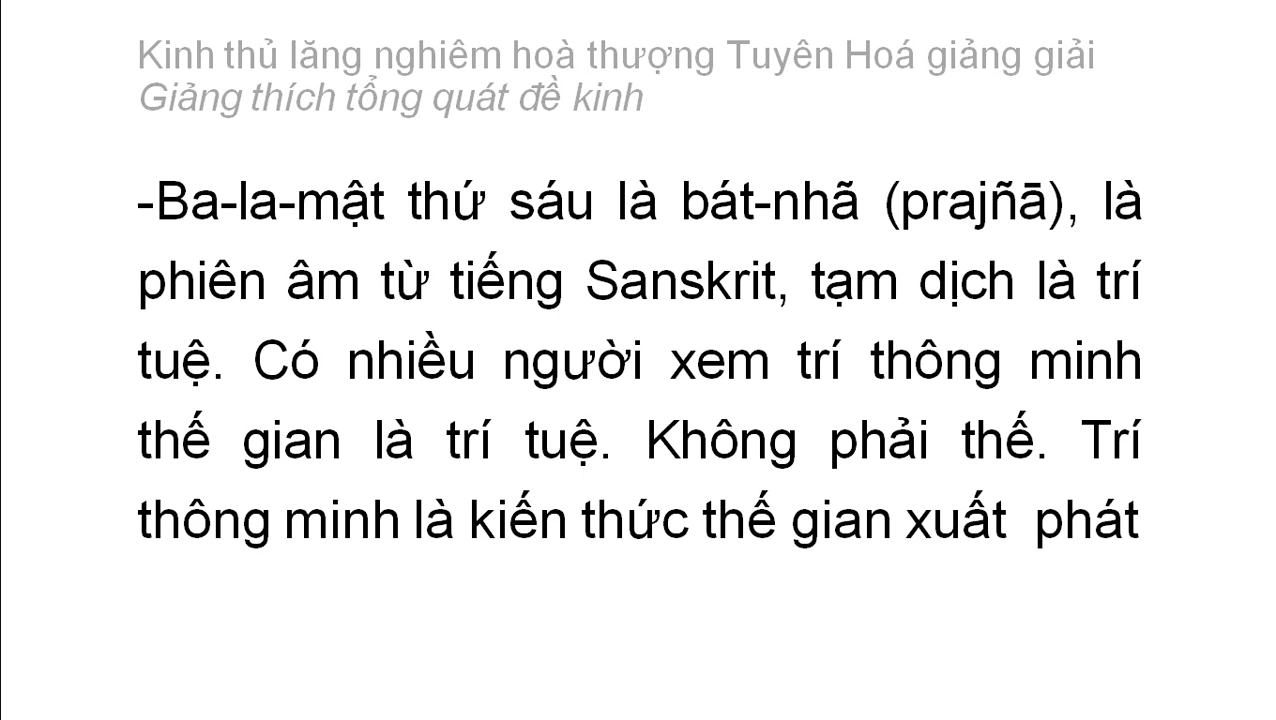 Kinh thủ lăng nghiêm hoà thượng Tuyên Hoá giảng giải
Giảng thích tổng quát đề kinh
-Ba-la-mật thứ sáu là bát-nhã (prajñā), là
phiên âm từ tiếng Sanskrit, tạm dịch là trí
tuệ. Có nhiều người xem trí thông minh
thế gian là trí tuệ. Không phải thế. Trí
thông minh là kiến thức thế gian xuất phát